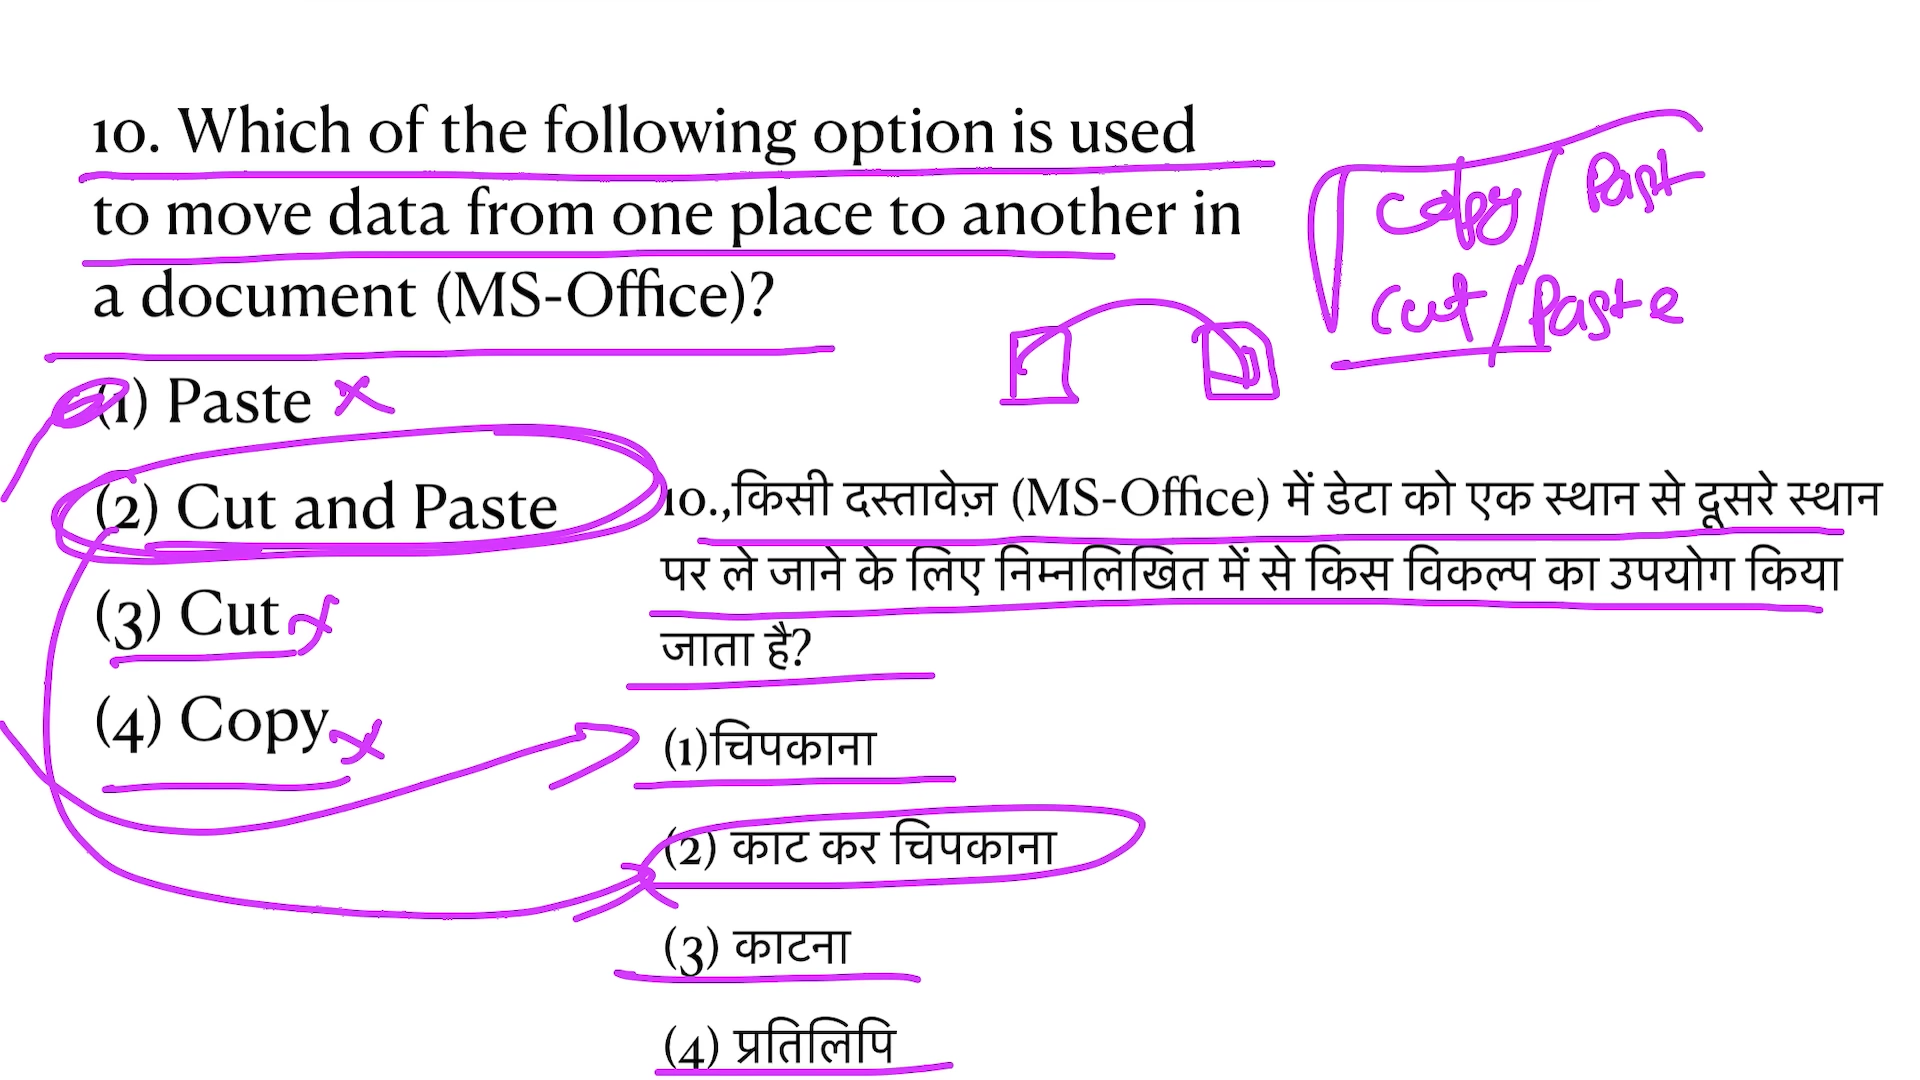 10. Which of the following option is used
to move data from one place to another in
a document (MS-Office)?
(1) Paste
(2) Cut and Paste
(3) Cut
(4) Copy
Copy / Past
Cut / Paste
10.,किसी दस्तावेज़ (MS-Office) में डेटा को एक स्थान से दूसरे स्थान
पर ले जाने के लिए निम्नलिखित में से किस विकल्प का उपयोग किया
जाता है?
(1)चिपकाना
(2) काट कर चिपकाना
(3) काटना
(4) प्रतिलिपि